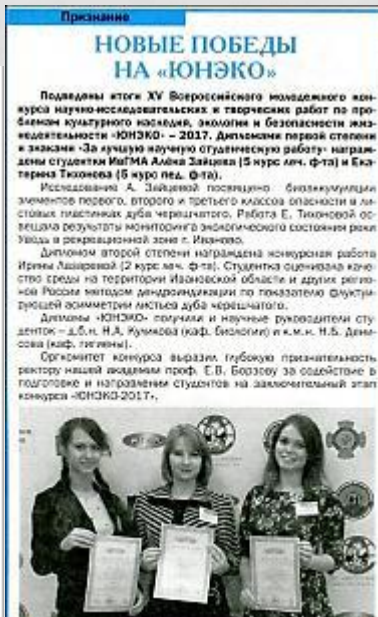 Признание
НОВЫЕ ПОБЕДЫ
НА «ЮНЭКО»
Подведены итоги XV Всероссийского молодежного кон-
курса научно-исследовательских и творческих работ по про-
блемам культурного наследия, экологии и безопасности жиз-
недеятельности «ЮНЭКО» – 2017. Дипломами первой степени
и знаками «За лучшую научную студенческую работу» награж-
дены студентки ИвГМА Алёна Зайцева (5 курс леч. ф-та) и Ека-
терина Тихонова (5 курс пед. ф-та).
Исследование А. Зайцевой посвящено биоаккумуляции
элементов первого, второго и третьего классов опасности в ли-
стовых пластинках дуба черешчатого. Работа Е. Тихоновой ос-
вещала результаты мониторинга экологического состояния реки
Уводь в рекреационной зоне г. Иваново.
Дипломом второй степени награждена конкурсная работа
Ирины Лазаревой (2 курс леч. ф-та). Студентка оценивала каче-
ство среды на территории Ивановской области и других регио-
нов России методом дендроиндикации по показателю флуктуи-
рующей асимметрии листьев дуба черешчатого.
Дипломы «ЮНЭКО» получили и научные руководители сту-
денток – д.б.н. Н.А. Куликова (каф. биологии) и к.м.н. Н.Б. Дени-
сова (каф. гигиены).
Оргкомитет конкурса выразил глубокую признательность
ректору нашей академии проф. Е.В. Борзову за содействие в
подготовке и направлении студентов на заключительный этап
конкурса «ЮНЭКО-2017».